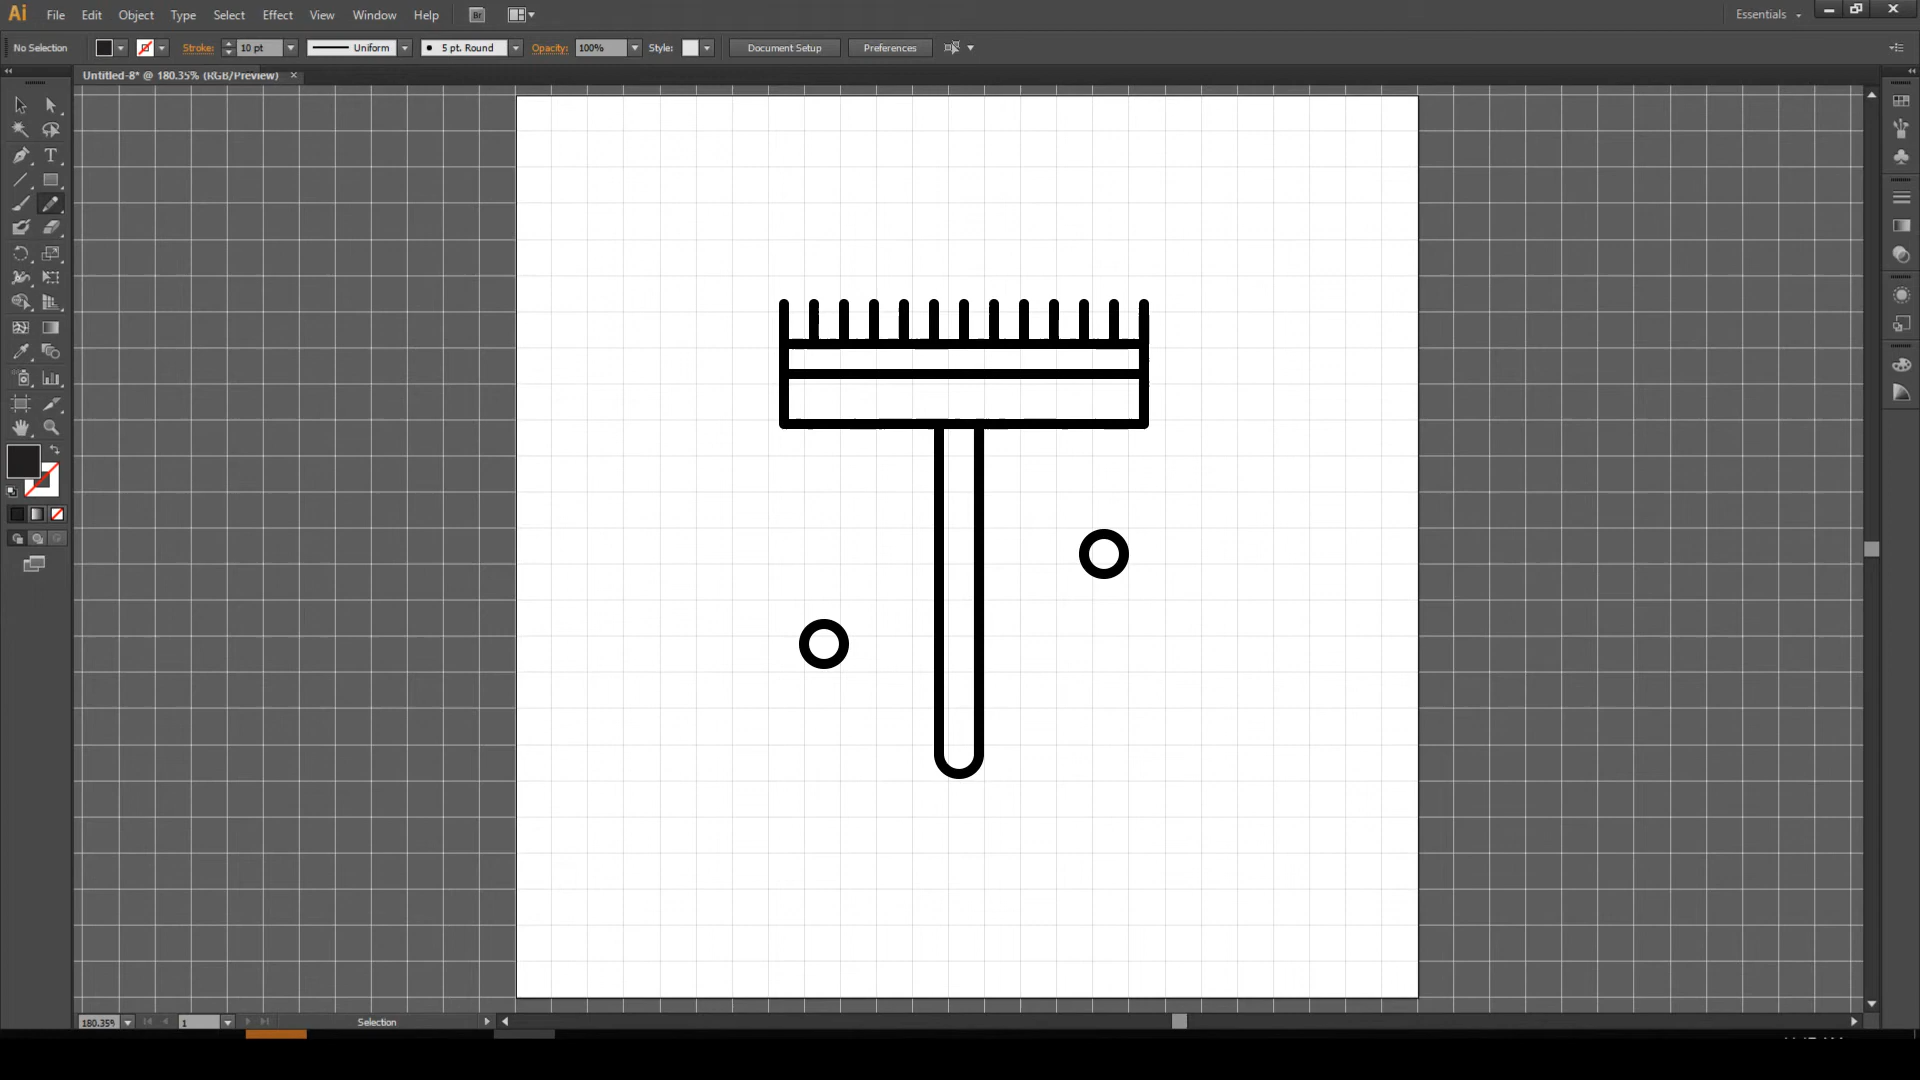 Ai File Edit Object Type Select Effect View Window Help Br Essentials
No Selection Stroke: 10 pt Uniform 5 pt. Round Opacity: 100% Style: Document Setup Preferences
Untitled-8* @ 180.35% (RGB/Preview) ×
T
180.35% 1 Selection